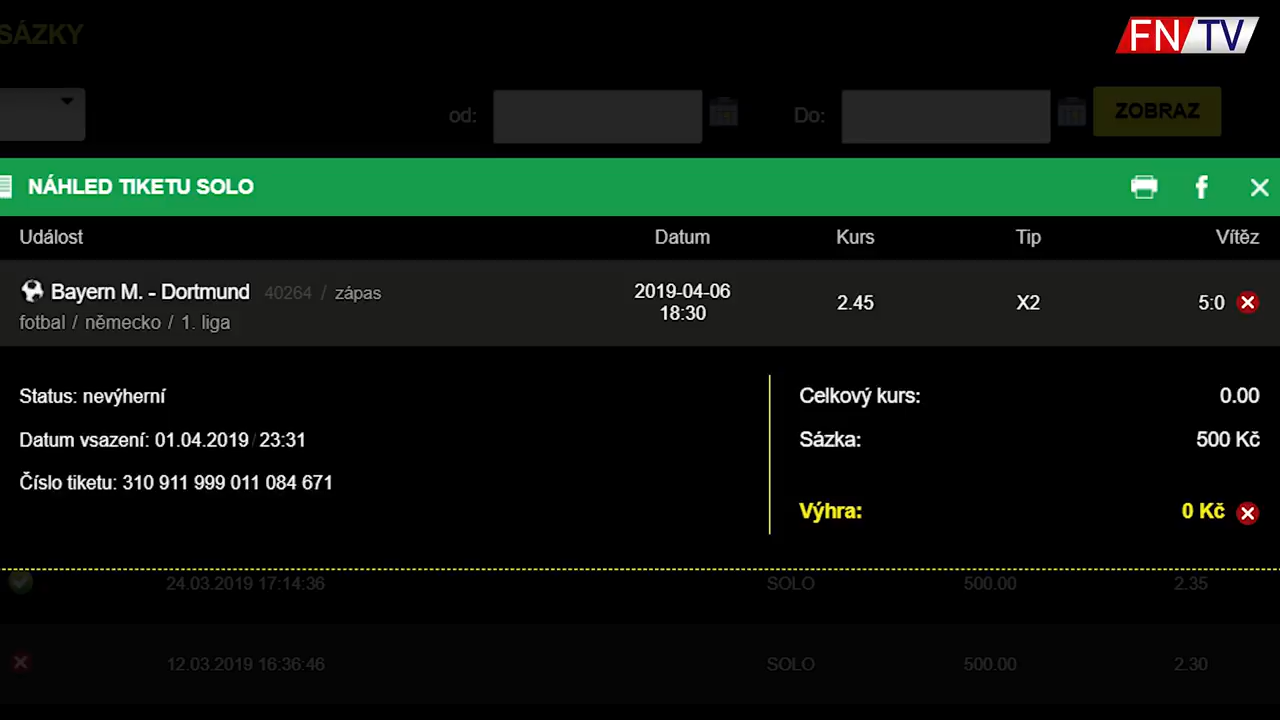 SÁZKY
FNTV
od:
Do:
ZOBRAZ
NÁHLED TIKETU SOLO
Událost Datum Kurs Tip Vítěz
Bayern M. - Dortmund 40264 / zápas 2019-04-06 18:30 2.45 X2 5:0
fotbal / německo / 1. liga
Status: nevýherní
Datum vsazení: 01.04.2019 / 23:31
Číslo tiketu: 310 911 999 011 084 671
Celkový kurs: 0.00
Sázka: 500 Kč
Výhra: 0 Kč
24.03.2019 17:14:36 SOLO 500.00 2.35
12.03.2019 16:36:46 SOLO 500.00 2.30